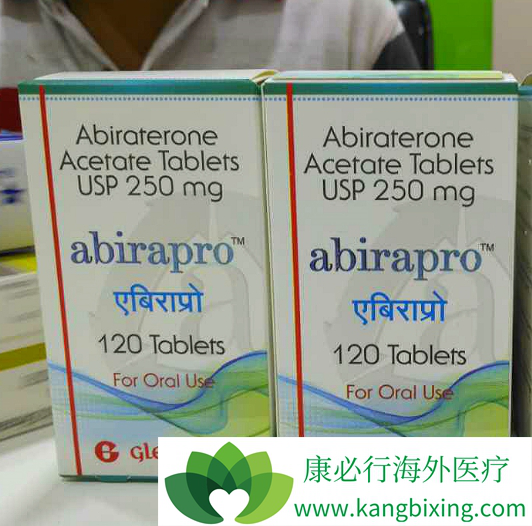 Abiraterone
Acetate Tablets
USP 250 mg
abirapro™
एबिराप्रो
120 Tablets
For Oral Use
Abiraterone
Acetate Tablets
USP 250 mg
abirapro™
एबिराप्रो
120 Tablets
For Oral Use
康必行海外医疗
www.kangbixing.com